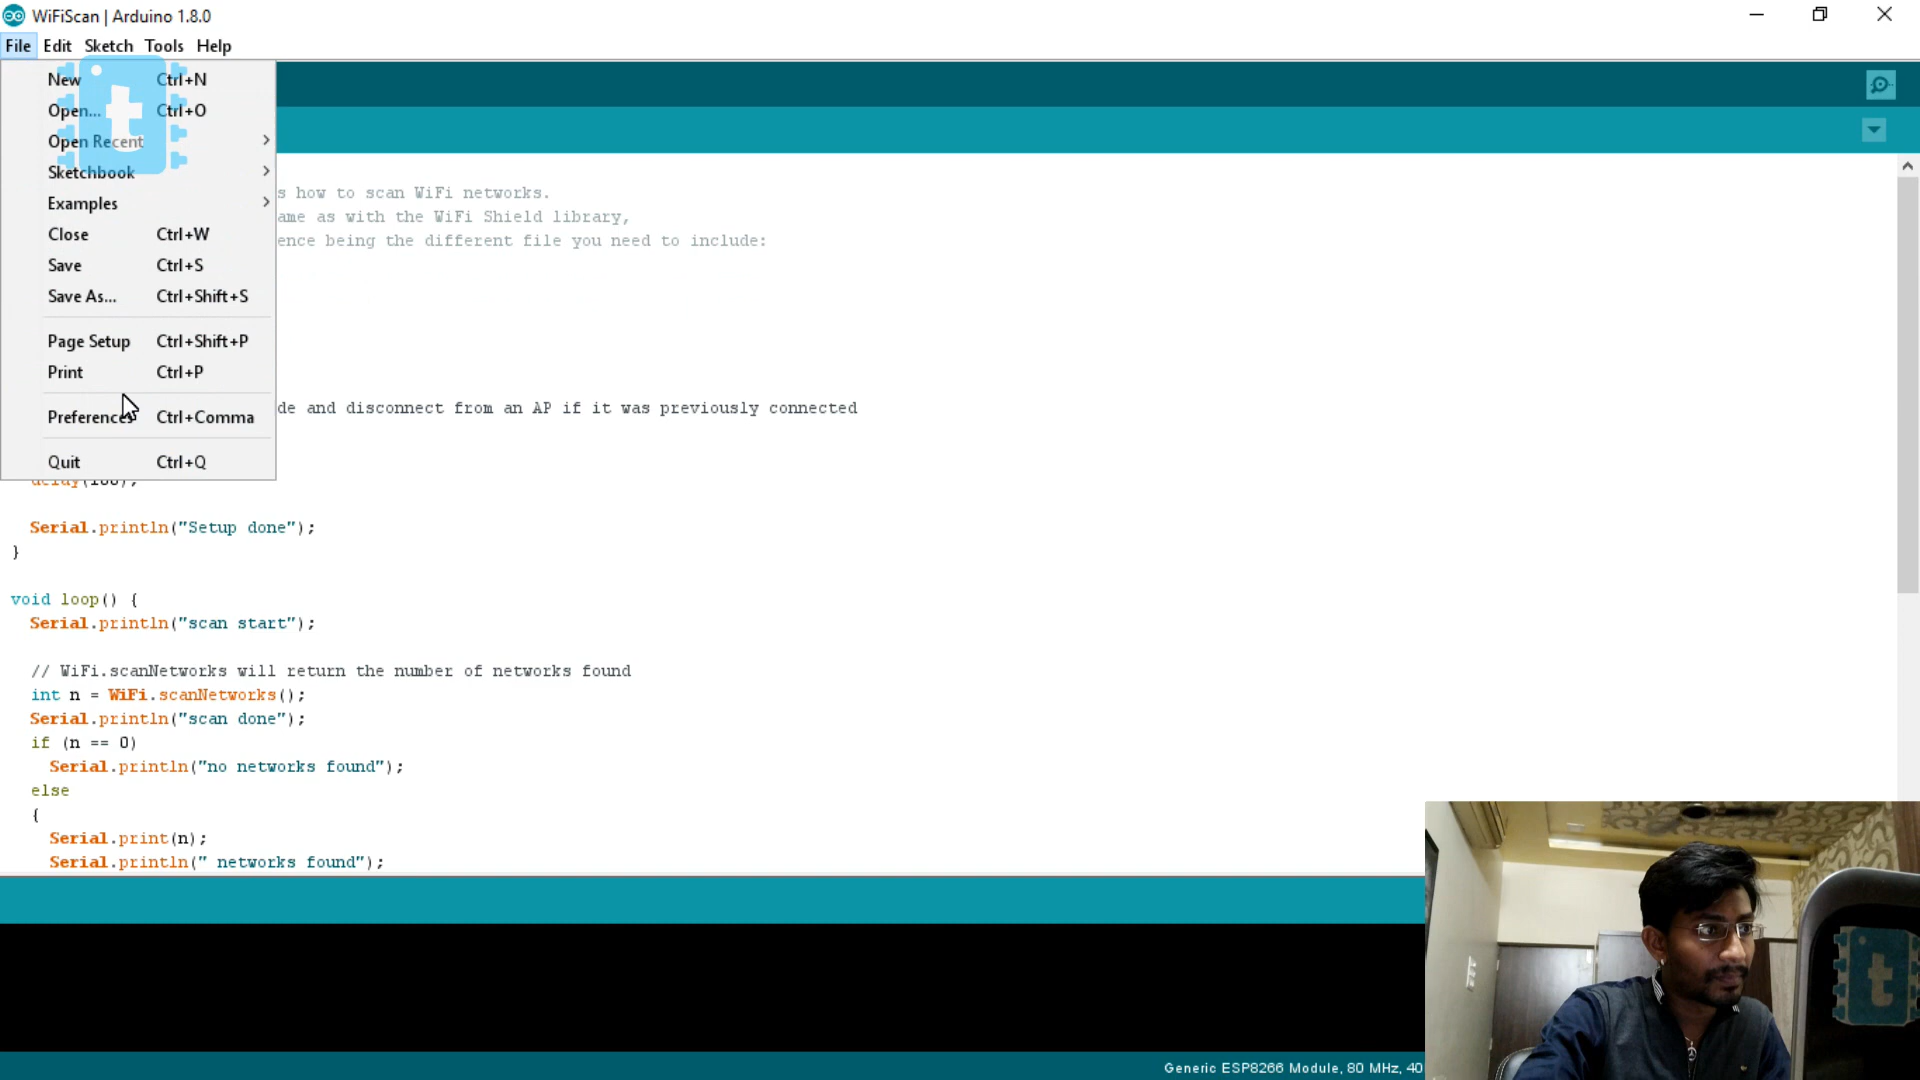 WiFiScan | Arduino 1.8.0
File Edit Sketch Tools Help
New Ctrl+N
Open... Ctrl+O
Open Recent
Sketchbook
Examples
Close Ctrl+W
Save Ctrl+S
Save As... Ctrl+Shift+S
Page Setup Ctrl+Shift+P
Print Ctrl+P
Preferences Ctrl+Comma
Quit Ctrl+Q
t
s how to scan WiFi networks.
ame as with the WiFi Shield library,
ence being the different file you need to include:
de and disconnect from an AP if it was previously connected
delay(100);
Serial.println("Setup done");
}
void loop() {
Serial.println("scan start");
// WiFi.scanNetworks will return the number of networks found
int n = WiFi.scanNetworks();
Serial.println("scan done");
if (n == 0)
Serial.println("no networks found");
else
{
Serial.print(n);
Serial.println(" networks found");
t
Generic ESP8266 Module, 80 MHz, 40